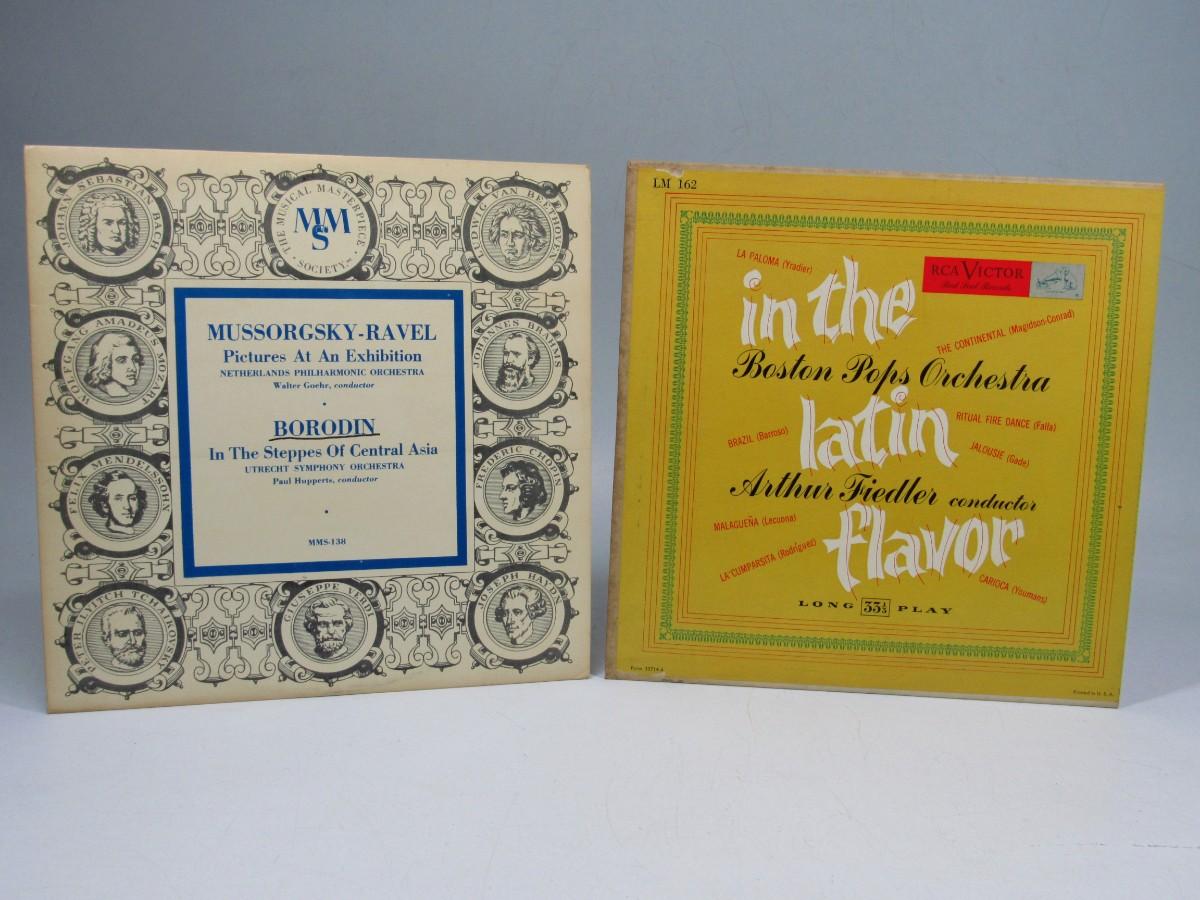 JOHANN SEBASTIAN BACH
THE MUSICAL MASTERPIECE · SOCIETY ·
MMS
LUDWIG VAN BEETHOVEN
WOLFG AMADEUS MOZART
JOHANNES BRAHMS
FELIX MENDELSSOHN
FREDERIC CHOPIN
PETER ILYITCH TCHAIKOVSKY
GIUSEPPE VERDI
JOSEPH HAYDN
MUSSORGSKY-RAVEL
Pictures At An Exhibition
NETHERLANDS PHILHARMONIC ORCHESTRA
Walter Goehr, conductor
BORODIN
In The Steppes Of Central Asia
UTRECHT SYMPHONY ORCHESTRA
Paul Hupperts, conductor
MMS-138
LM 162
LA PALOMA (Yradier)
RCA VICTOR
Red Seal Records
in the
THE CONTINENTAL (Magidson-Conrad)
Boston Pops Orchestra
latin
RITUAL FIRE DANCE (Falla)
BRAZIL (Barroso)
JALOUSIE (Gade)
Arthur Fiedler conductor
MALAGUEÑA (Lecuona)
flavor
LA CUMPARSITA (Rodríguez)
CARIOCA (Youmans)
LONG 33⅓ PLAY
Printed in U. S. A.